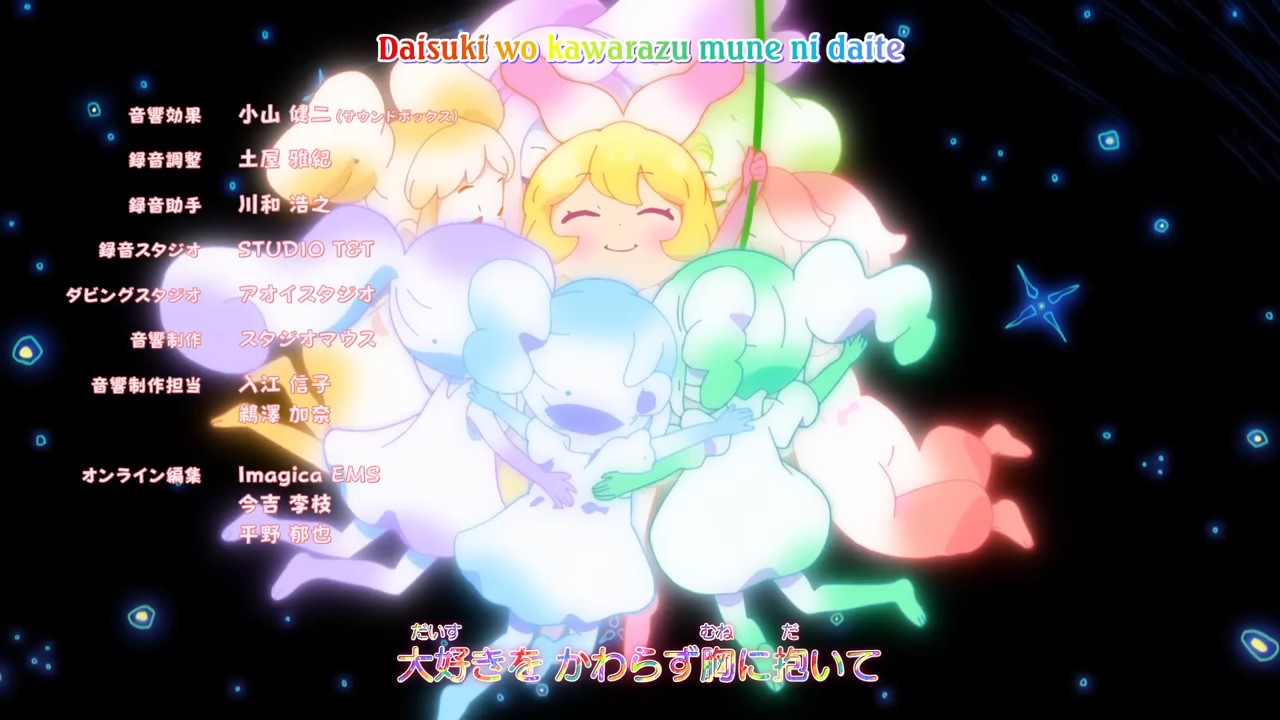 Daisuki wo kawarazu mune ni daite
音響効果 小山 健二(サウンドボックス)
録音調整 土屋 雅紀
録音助手 川和 浩之
録音スタジオ STUDIO T&T
ダビングスタジオ アオイスタジオ
音響制作 スタジオマウス
音響制作担当 入江 信子
鵜澤 加奈
オンライン編集 Imagica EMS
今吉 李枝
平野 郁也
だいす むね だ
大好きを かわらず胸に抱いて